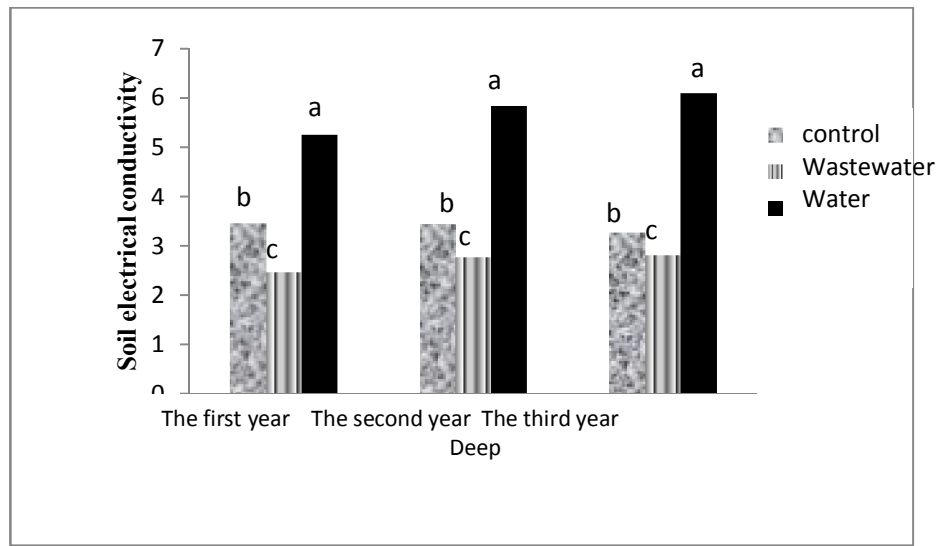 Soil electrical conductivity
7
6
5
4
3
2
1
0
b
c
a
b
c
a
b
c
a
control
Wastewater
Water
The first year The second year The third year
Deep